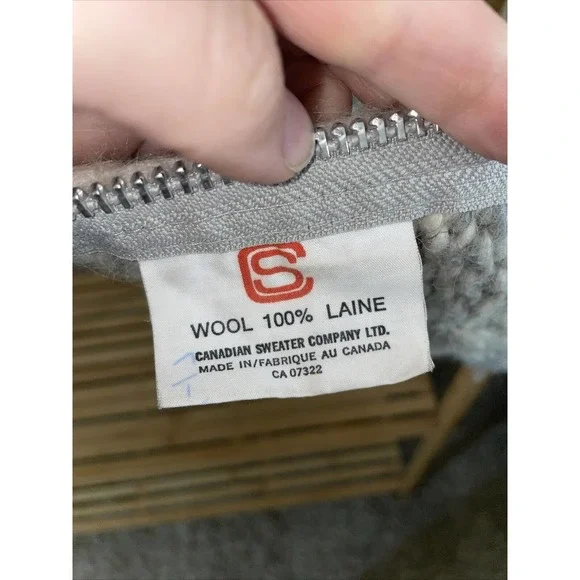 CS
WOOL 100% LAINE
CANADIAN SWEATER COMPANY LTD.
MADE IN/FABRIQUE AU CANADA
CA 07322